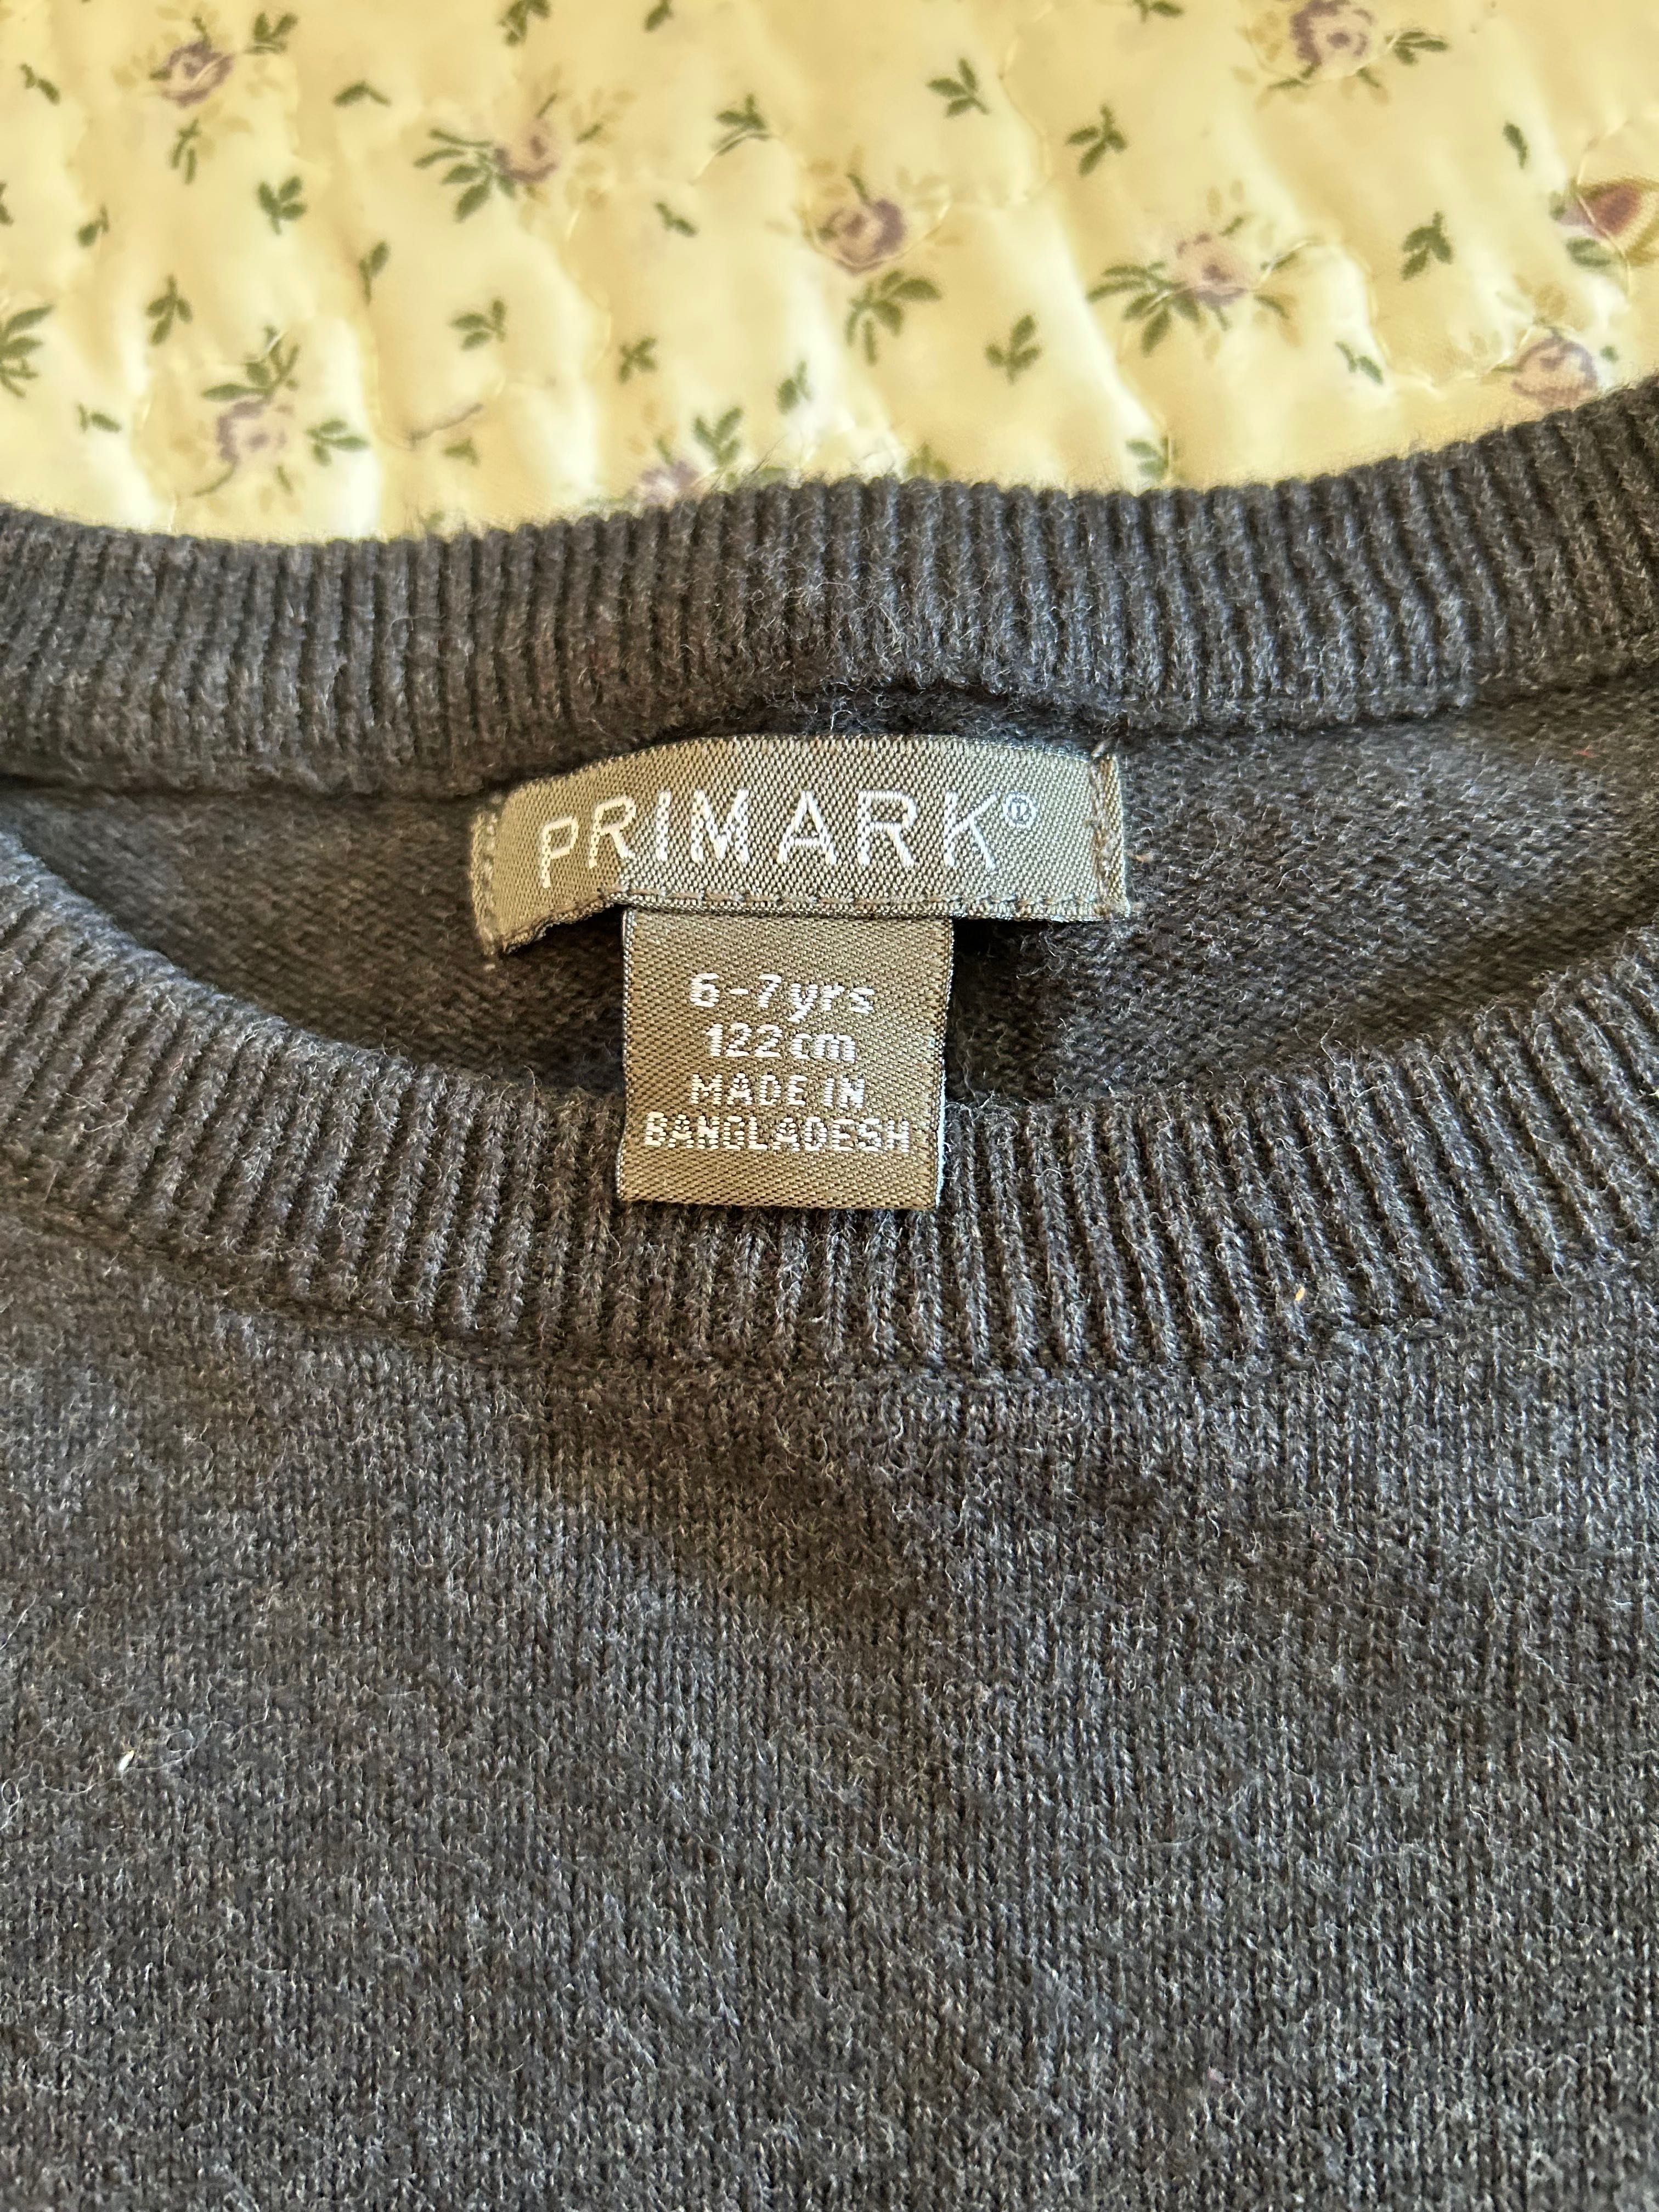 PRIMARK®
6-7yrs
122cm
MADE IN
BANGLADESH